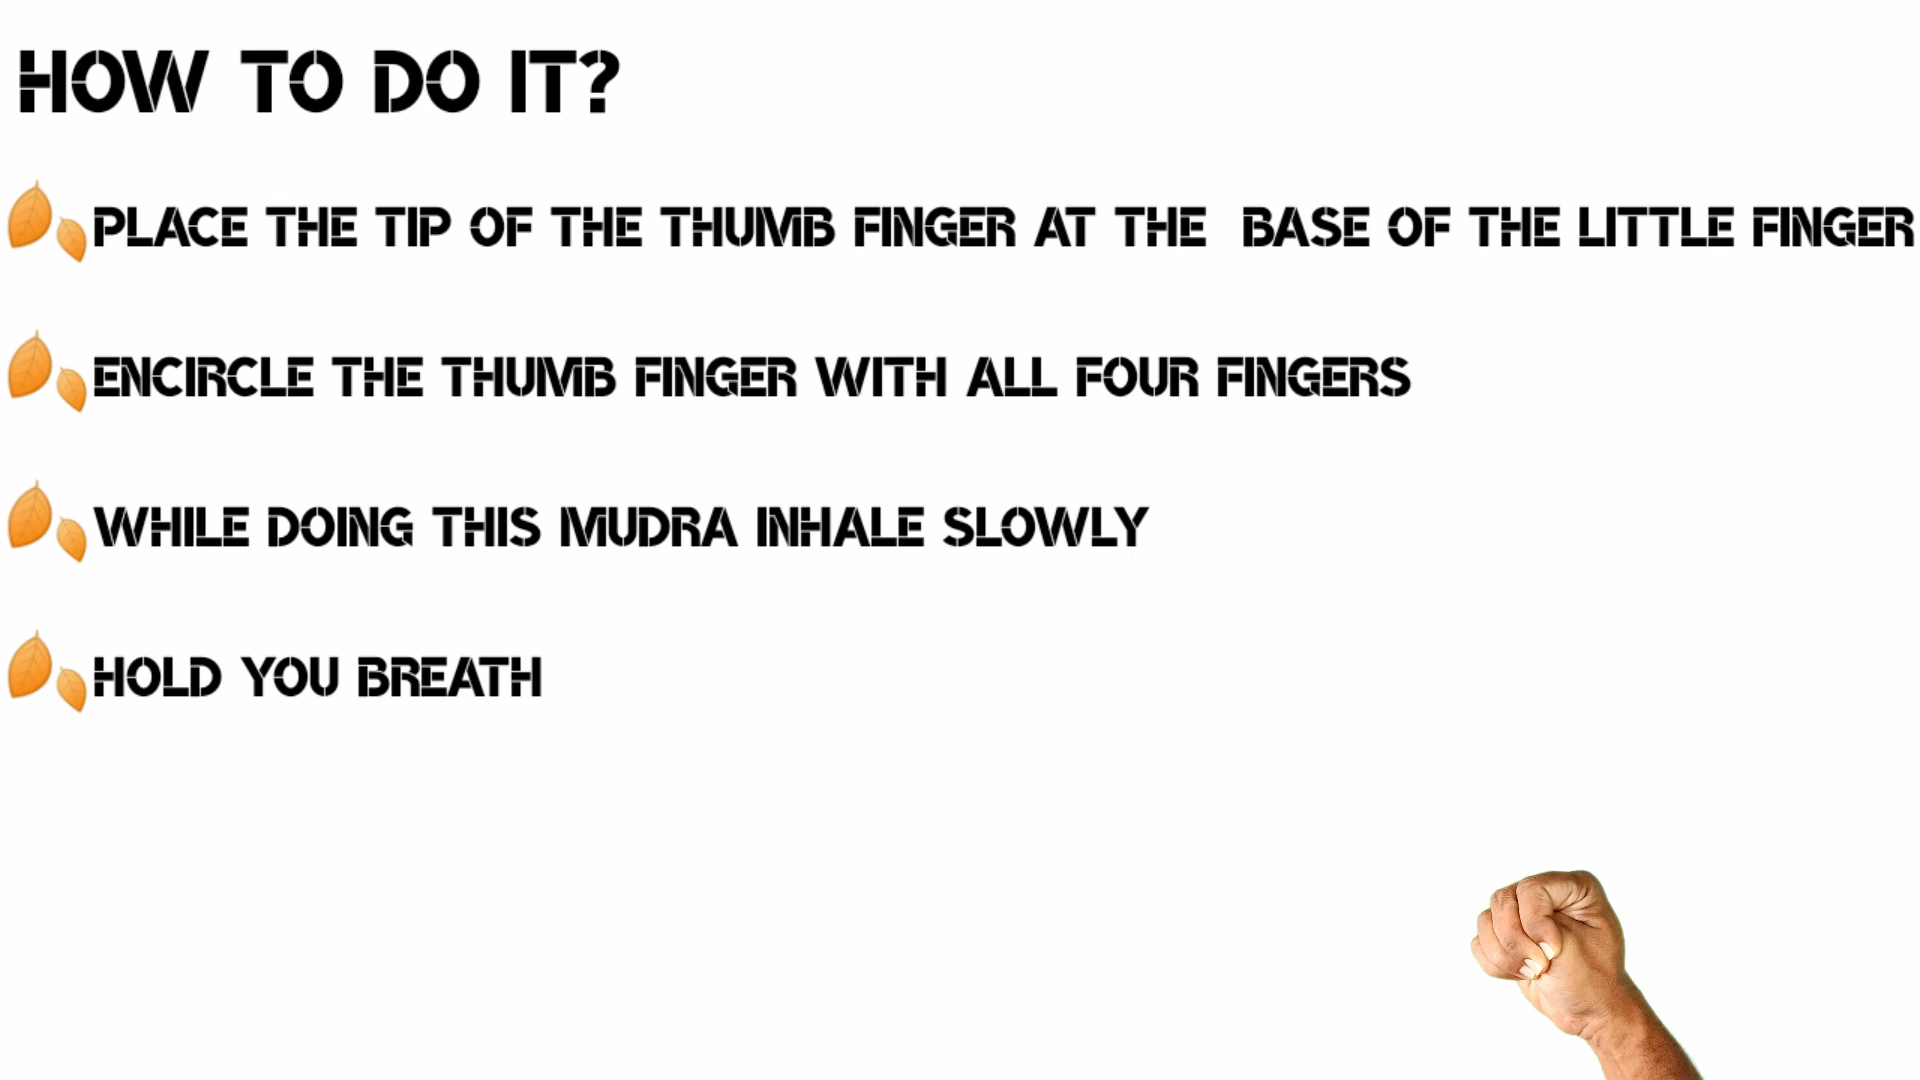 HOW TO DO IT?
PLACE THE TIP OF THE THUMB FINGER AT THE  BASE OF THE LITTLE FINGER
ENCIRCLE THE THUMB FINGER WITH ALL FOUR FINGERS
WHILE DOING THIS MUDRA INHALE SLOWLY
HOLD YOU BREATH